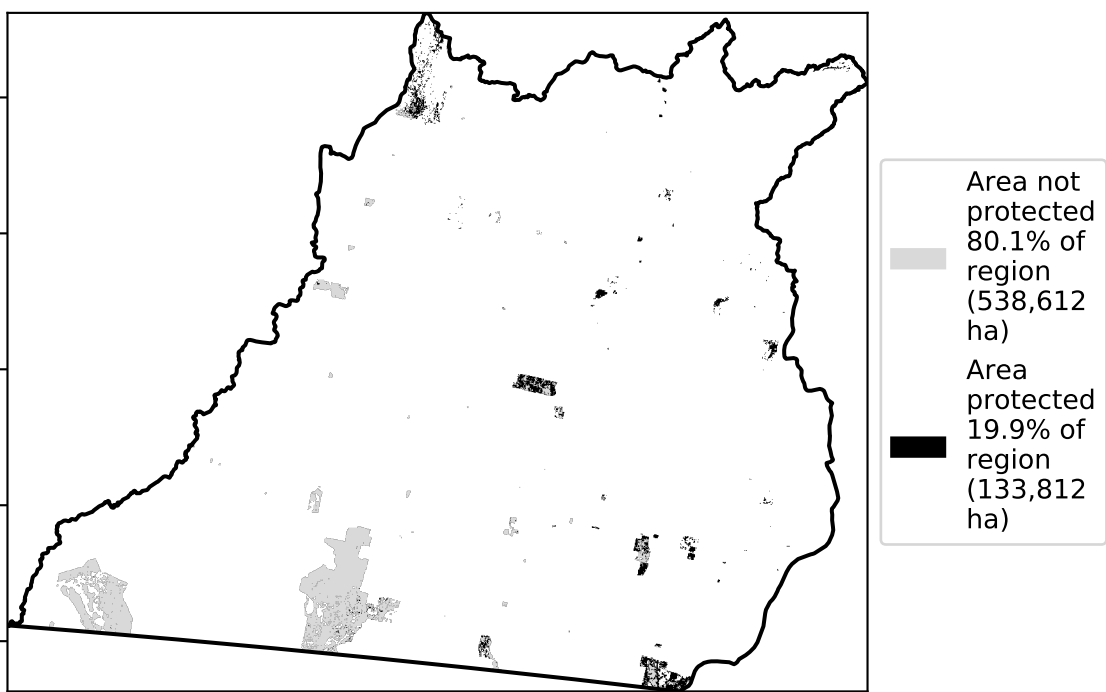 Area not
protected
80.1% of
region
(538,612
ha)
Area
protected
19.9% of
region
(133,812
ha)